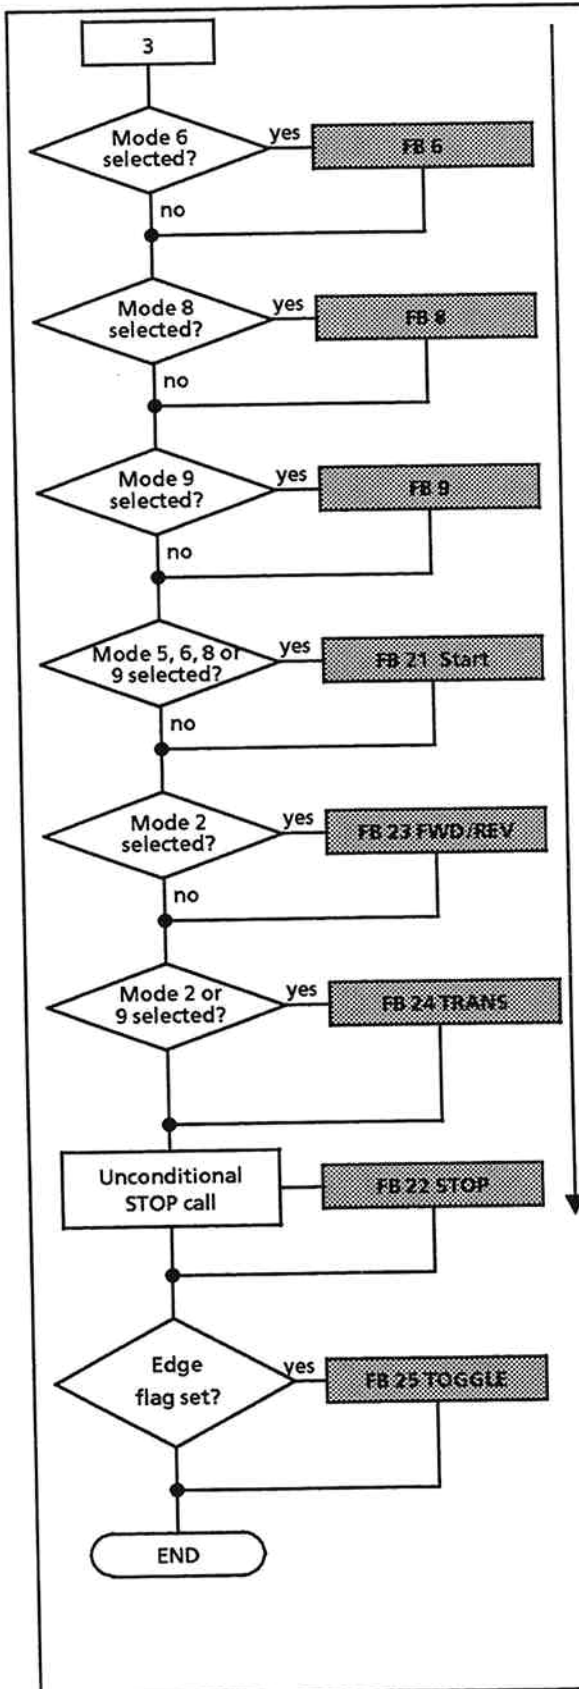 3
Mode 6
selected?
yes
FB 6
no
Mode 8
selected?
yes
FB 8
no
Mode 9
selected?
yes
FB 9
no
Mode 5, 6, 8 or
9 selected?
yes
FB 21 Start
no
Mode 2
selected?
yes
FB 23 FWD/REV
no
Mode 2 or
9 selected?
yes
FB 24 TRANS
Unconditional
STOP call
FB 22 STOP
Edge
flag set?
yes
FB 25 TOGGLE
END